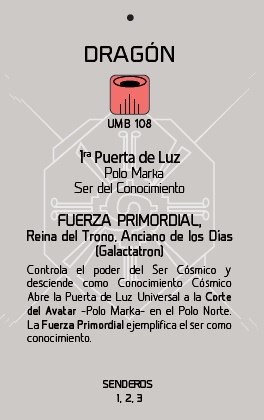 DRAGÓN
UMB 108
1ra Puerta de Luz
Polo Marka
Ser del Conocimiento
FUERZA PRIMORDIAL,
Reina del Trono, Anciano de los Días
(Galactatron)
Controla el poder del Ser Cósmico y
desciende como Conocimiento Cósmico
Abre la Puerta de Luz Universal a la Corte
del Avatar -Polo Marka- en el Polo Norte.
La Fuerza Primordial ejemplifica el ser como
conocimiento.
SENDEROS
1, 2, 3